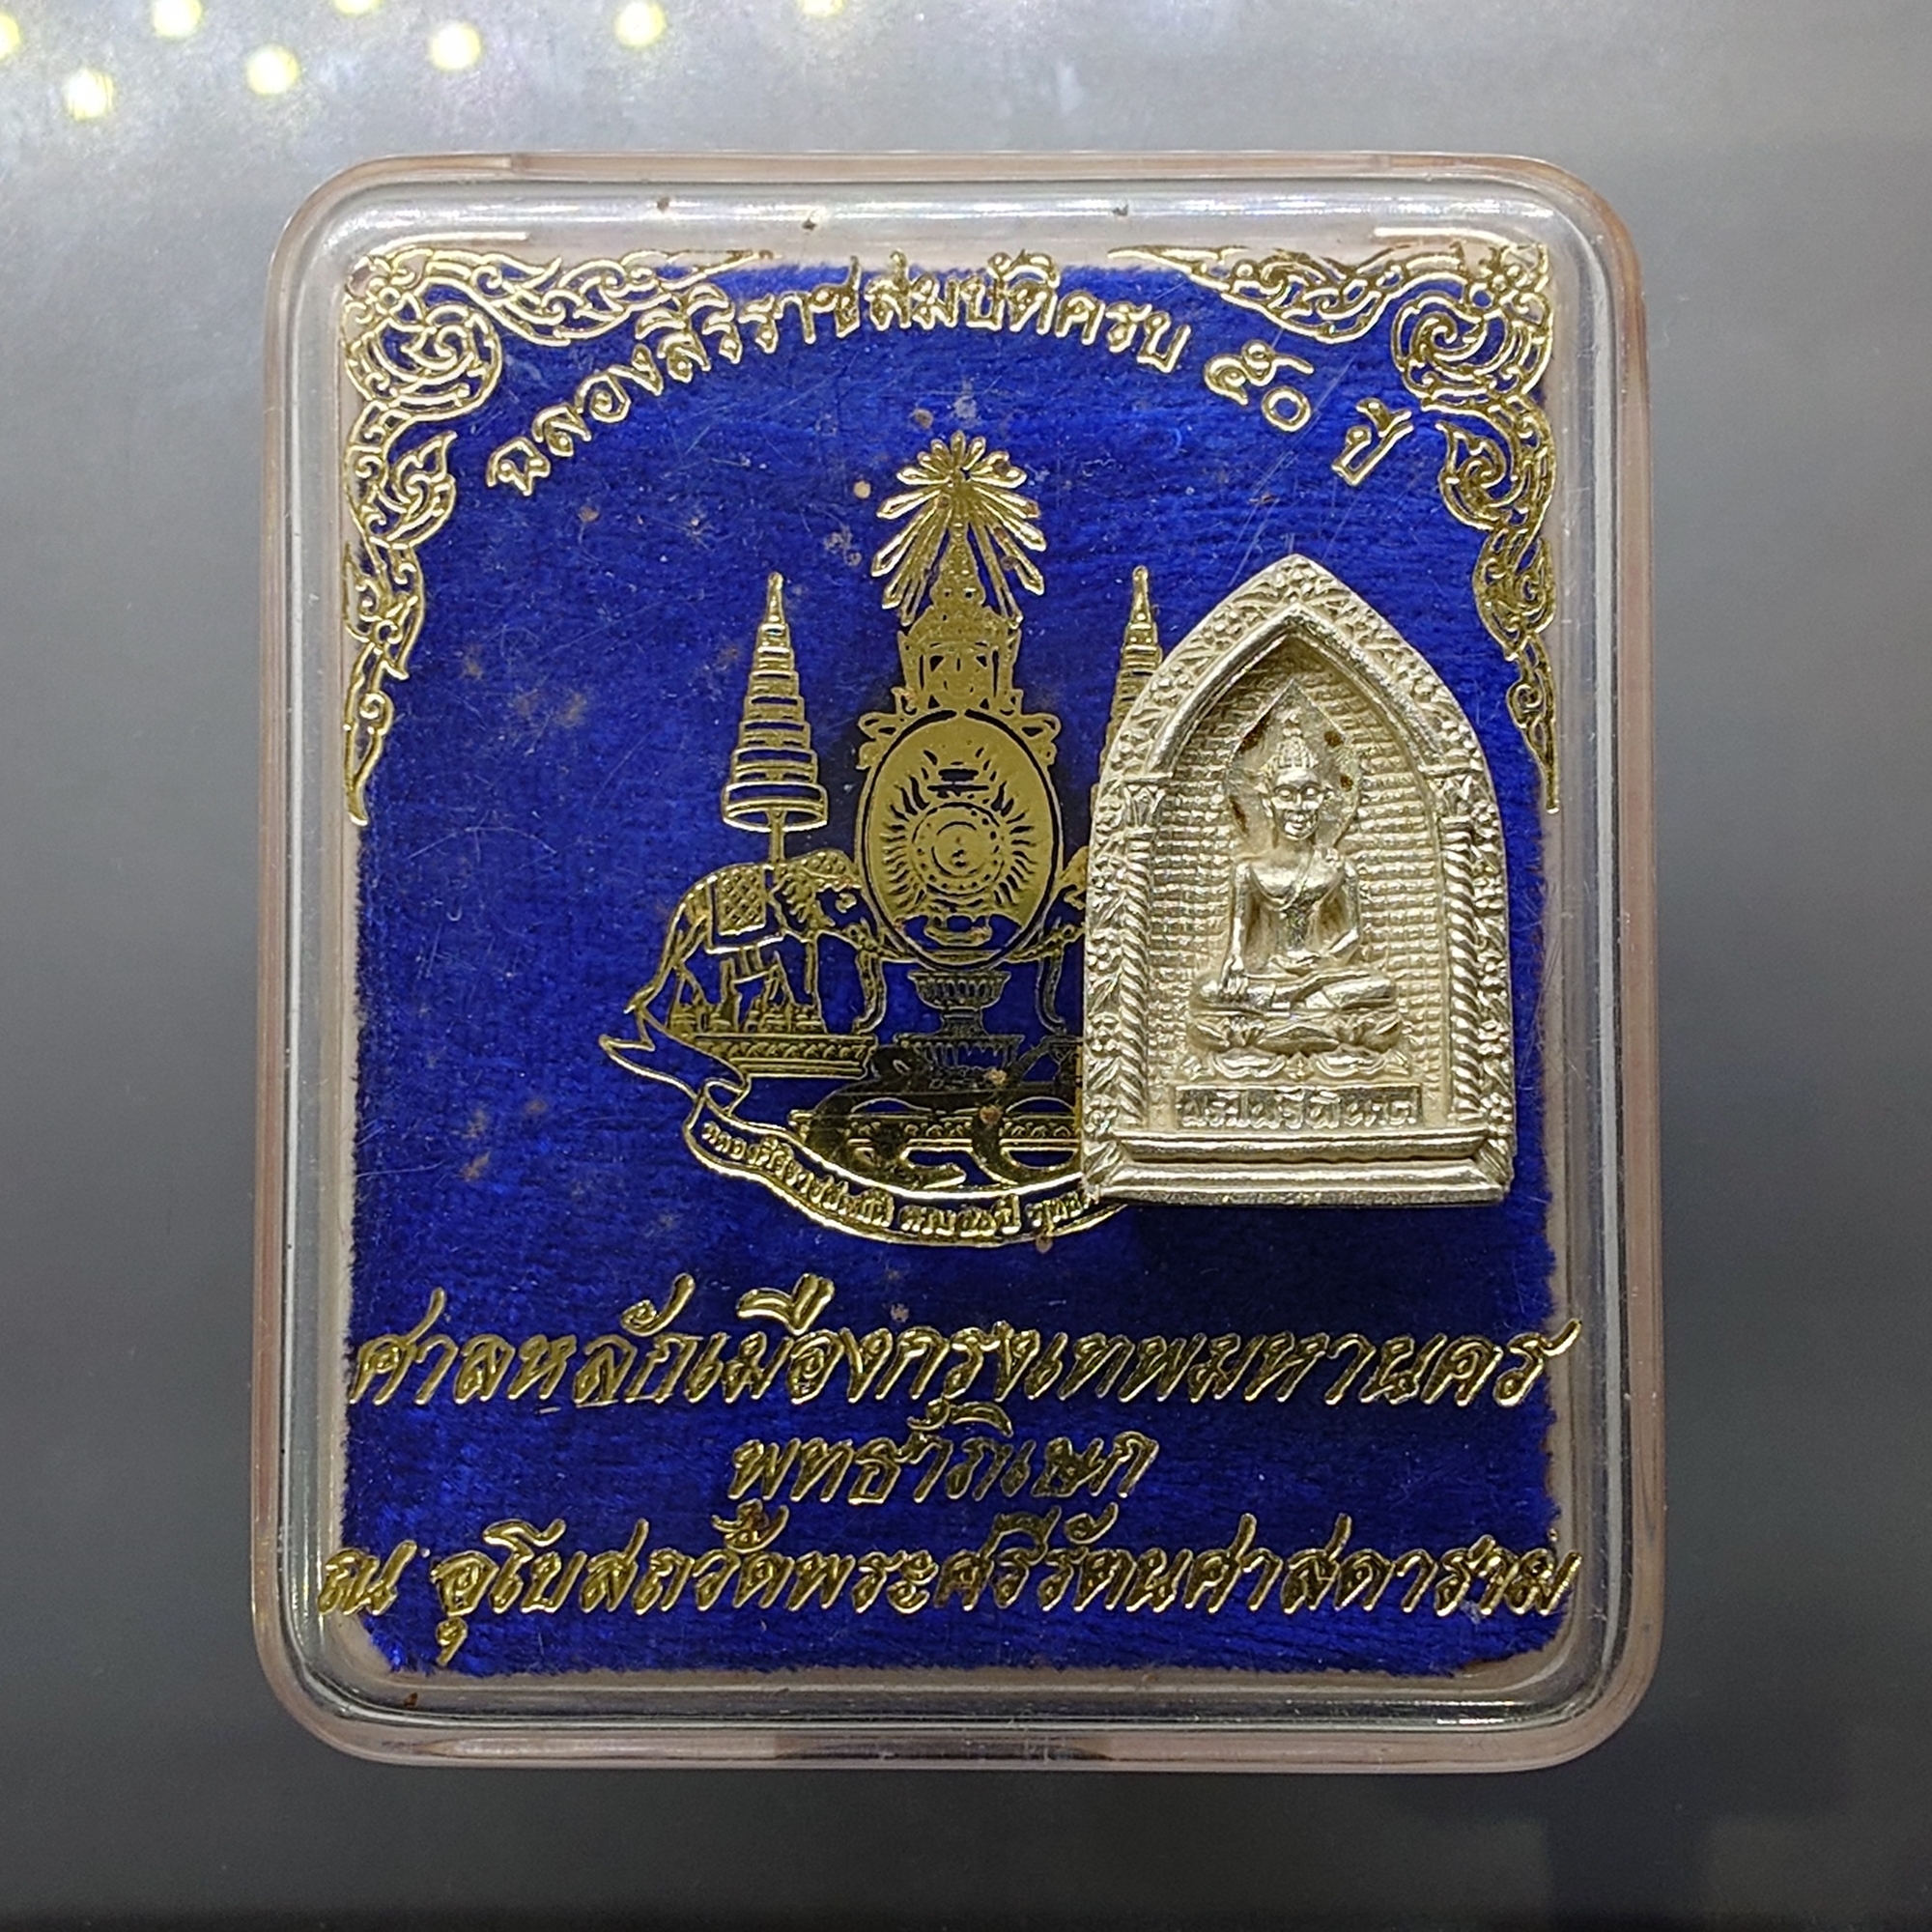 ฉลองสิริราชสมบัติครบ ๕๐ ปี
ศาลหลักเมืองกรุงเทพมหานคร
พุทธาภิเษก
ณ อุโบสถวัดพระศรีรัตนศาสดาราม